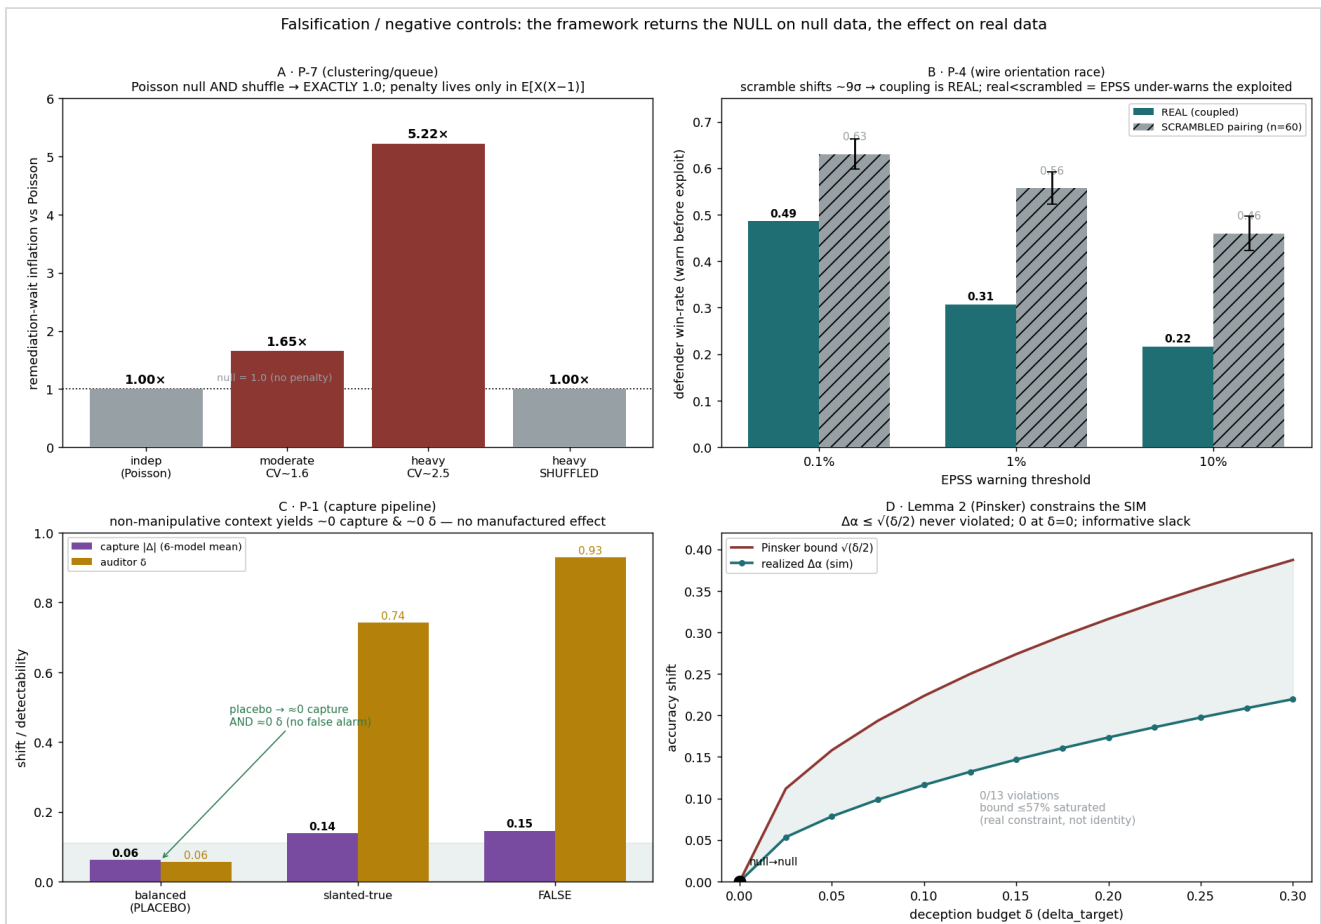 Falsification / negative controls: the framework returns the NULL on null data, the effect on real data
A · P-7 (clustering/queue)
Poisson null AND shuffle → EXACTLY 1.0; penalty lives only in E[X(X−1)]
remediation-wait inflation vs Poisson
6
5
4
3
2
1
0
1.00×
1.65×
5.22×
1.00×
null = 1.0 (no penalty)
indep
(Poisson)
moderate
CV~1.6
heavy
CV~2.5
heavy
SHUFFLED
B · P-4 (wire orientation race)
scramble shifts ~9σ → coupling is REAL; real<scrambled = EPSS under-warns the exploited
defender win-rate (warn before exploit)
0.7
0.6
0.5
0.4
0.3
0.2
0.1
0.0
REAL (coupled)
SCRAMBLED pairing (n=60)
0.49
0.63
0.31
0.56
0.22
0.46
0.1%
1%
10%
EPSS warning threshold
C · P-1 (capture pipeline)
non-manipulative context yields ~0 capture & ~0 δ — no manufactured effect
shift / detectability
1.0
0.8
0.6
0.4
0.2
0.0
capture |Δ| (6-model mean)
auditor δ
placebo → ≈0 capture
AND ≈0 δ (no false alarm)
0.06
0.06
0.14
0.74
0.15
0.93
balanced
(PLACEBO)
slanted-true
FALSE
D · Lemma 2 (Pinsker) constrains the SIM
Δα ≤ √(δ/2) never violated; 0 at δ=0; informative slack
accuracy shift
0.40
0.35
0.30
0.25
0.20
0.15
0.10
0.05
0.00
Pinsker bound √(δ/2)
realized Δα (sim)
0/13 violations
bound ≤57% saturated
(real constraint, not identity)
null→null
0.00
0.05
0.10
0.15
0.20
0.25
0.30
deception budget δ (delta_target)